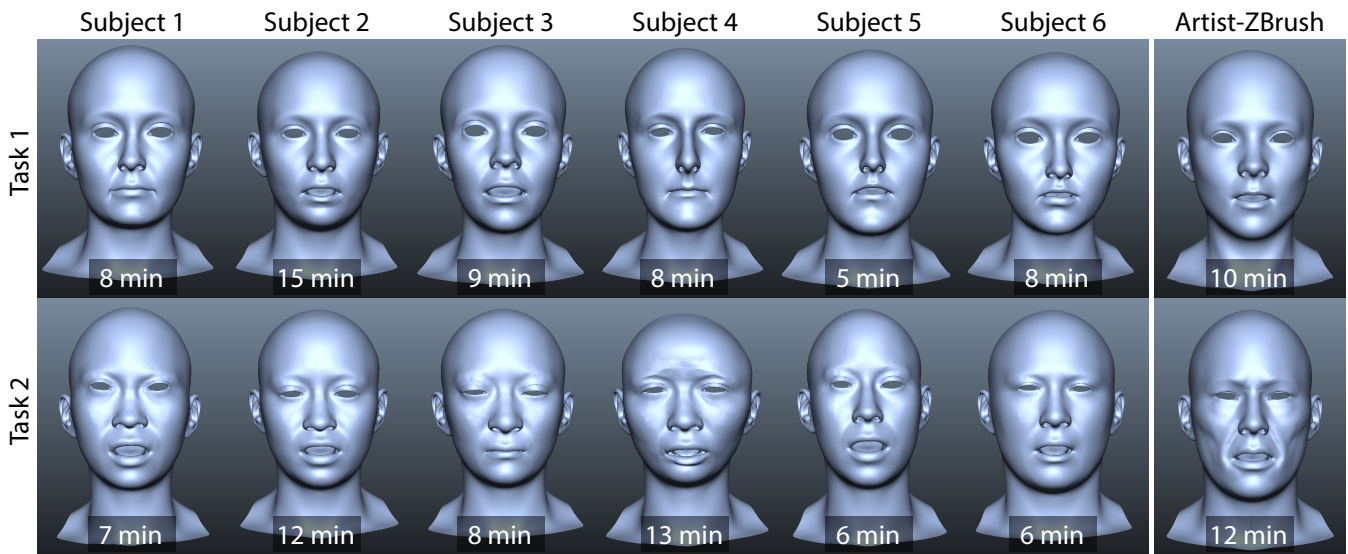 Subject 1 Subject 2 Subject 3 Subject 4 Subject 5 Subject 6 Artist-ZBrush
Task 1
8 min 15 min 9 min 8 min 5 min 8 min 10 min
Task 2
7 min 12 min 8 min 13 min 6 min 6 min 12 min